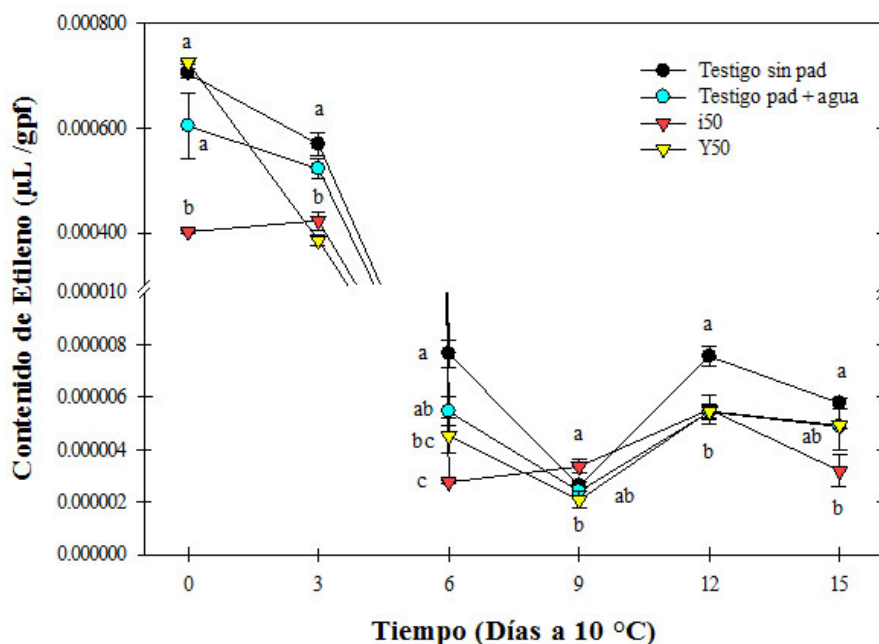 0.000800
0.000600
0.000400
0.000200
0.000010
0.000006
0.000004
0.000002
0.000000
Contenido de Etileno (µL /gpf)
Testigo sin pad
Testigo pad + agua
i50
Y50
a
a
a
b
b
a
ab
bc
c
a
ab
b
a
b
a
ab
b
0
3
6
9
12
15
Tiempo (Días a 10 °C)